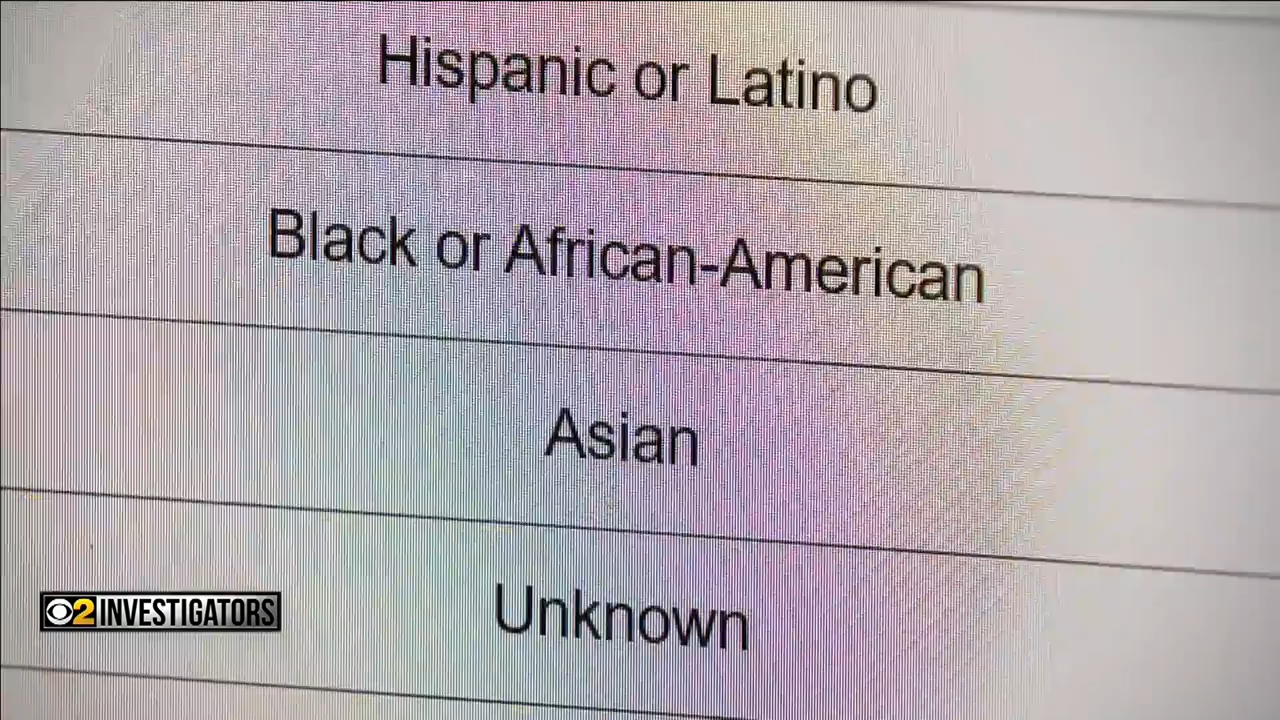 Hispanic or Latino
Black or African-American
Asian
Unknown
2 INVESTIGATORS